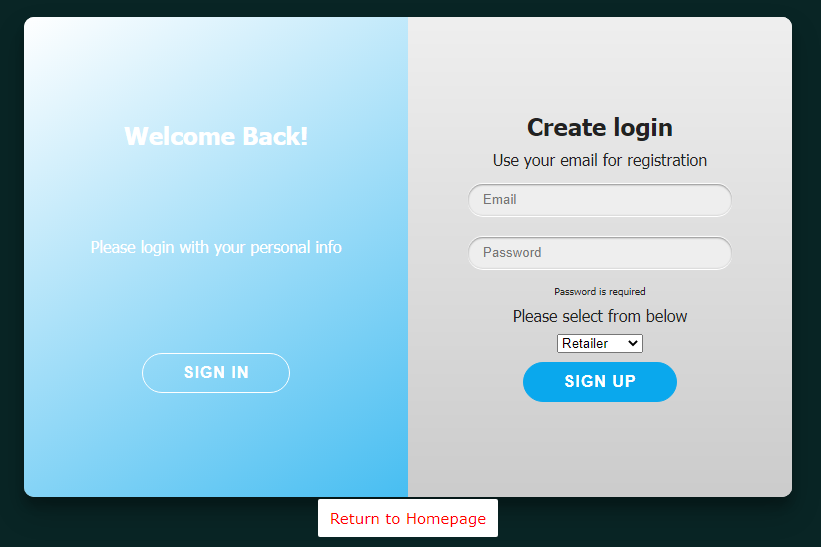 Welcome Back!
Please login with your personal info
SIGN IN
Create login
Use your email for registration
Email
Password
Password is required
Please select from below
Retailer
SIGN UP
Return to Homepage